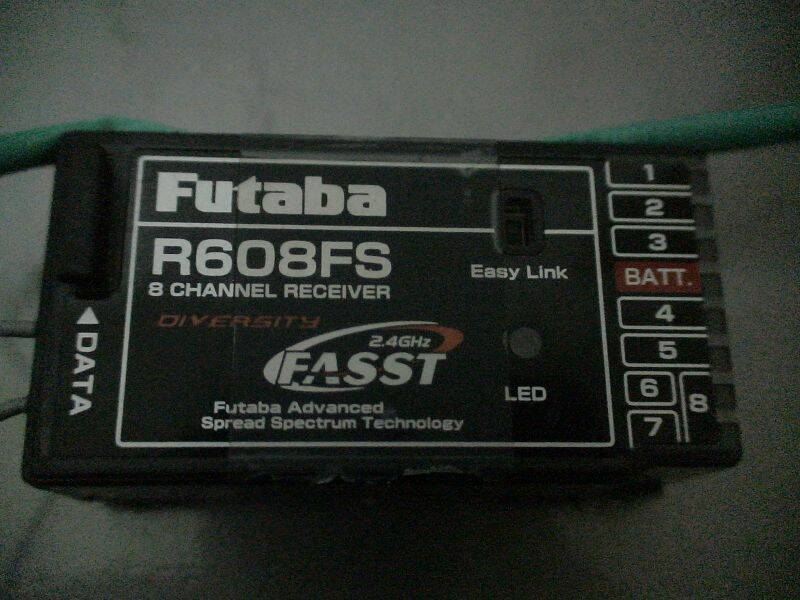 Futaba
R608FS
8 CHANNEL RECEIVER
DIVERSITY
2.4GHz
FASST
Futaba Advanced
Spread Spectrum Technology
Easy Link
LED
◀DATA
1
2
3
BATT.
4
5
6
7
8